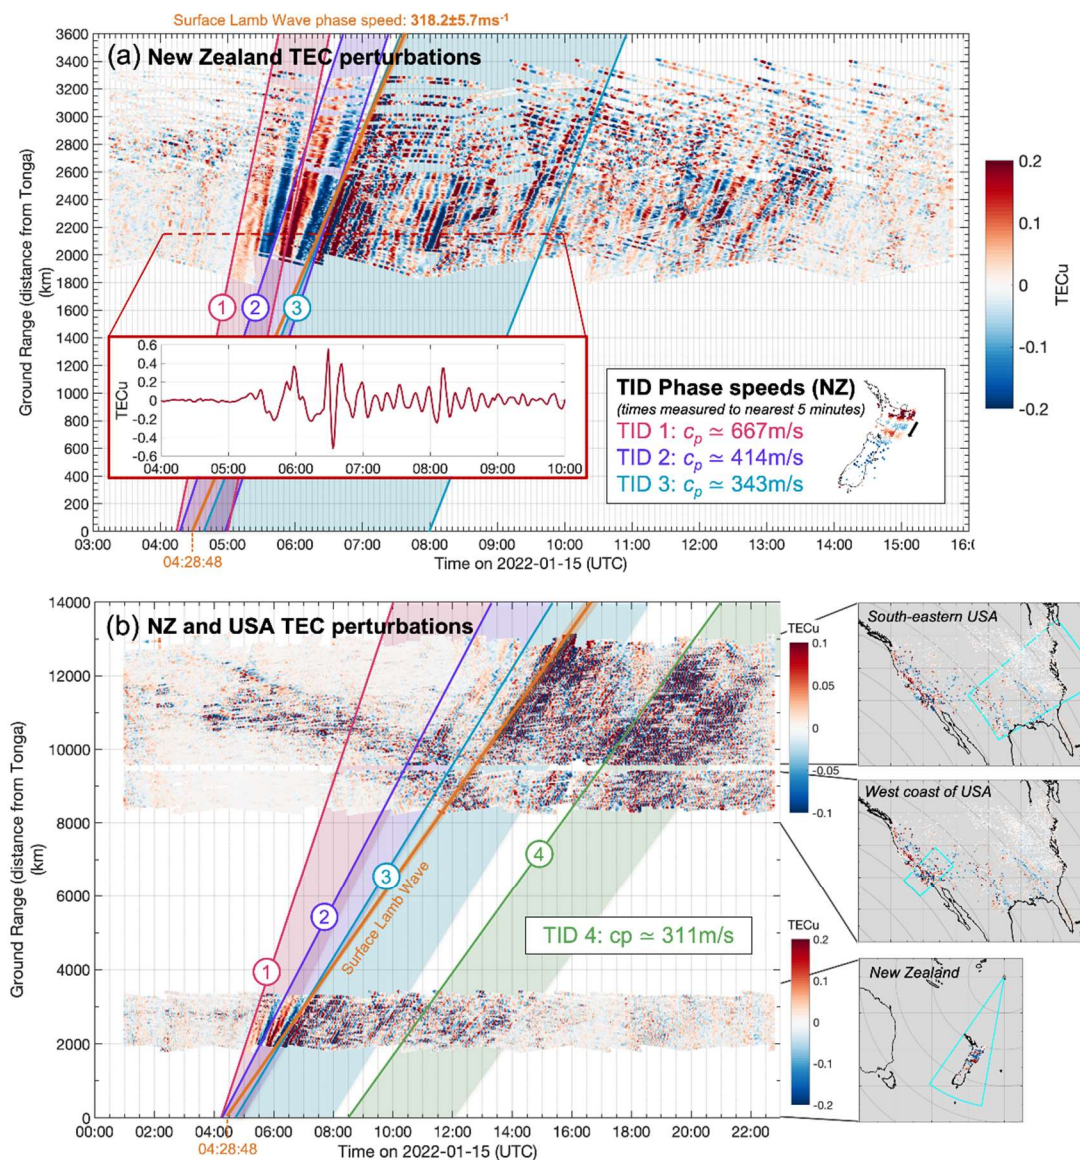 Surface Lamb Wave phase speed: 318.2±5.7ms⁻¹
(a) New Zealand TEC perturbations
Ground Range (distance from Tonga)
(km)
3600
3400
3200
3000
2800
2600
2400
2200
2000
1800
1600
1400
1200
1000
800
600
400
200
0
1
2
3
TECu
0.6
0.4
0.2
0
-0.2
-0.4
-0.6
04:00 05:00 06:00 07:00 08:00 09:00 10:00
TID Phase speeds (NZ)
(times measured to nearest 5 minutes)
TID 1: cp ≃ 667m/s
TID 2: cp ≃ 414m/s
TID 3: cp ≃ 343m/s
0.2
0.1
0
-0.1
-0.2
TECu
03:00 04:00 05:00 06:00 07:00 08:00 09:00 10:00 11:00 12:00 13:00 14:00 15:00 16:0
04:28:48
Time on 2022-01-15 (UTC)
(b) NZ and USA TEC perturbations
Ground Range (distance from Tonga)
(km)
14000
12000
10000
8000
6000
4000
2000
0
1
2
3
4
Surface Lamb Wave
TID 4: cp ≃ 311m/s
TECu
0.1
0.05
0
-0.05
-0.1
TECu
0.2
0.1
0
-0.1
-0.2
South-eastern USA
West coast of USA
New Zealand
00:00 02:00 04:00 06:00 08:00 10:00 12:00 14:00 16:00 18:00 20:00 22:00
04:28:48
Time on 2022-01-15 (UTC)